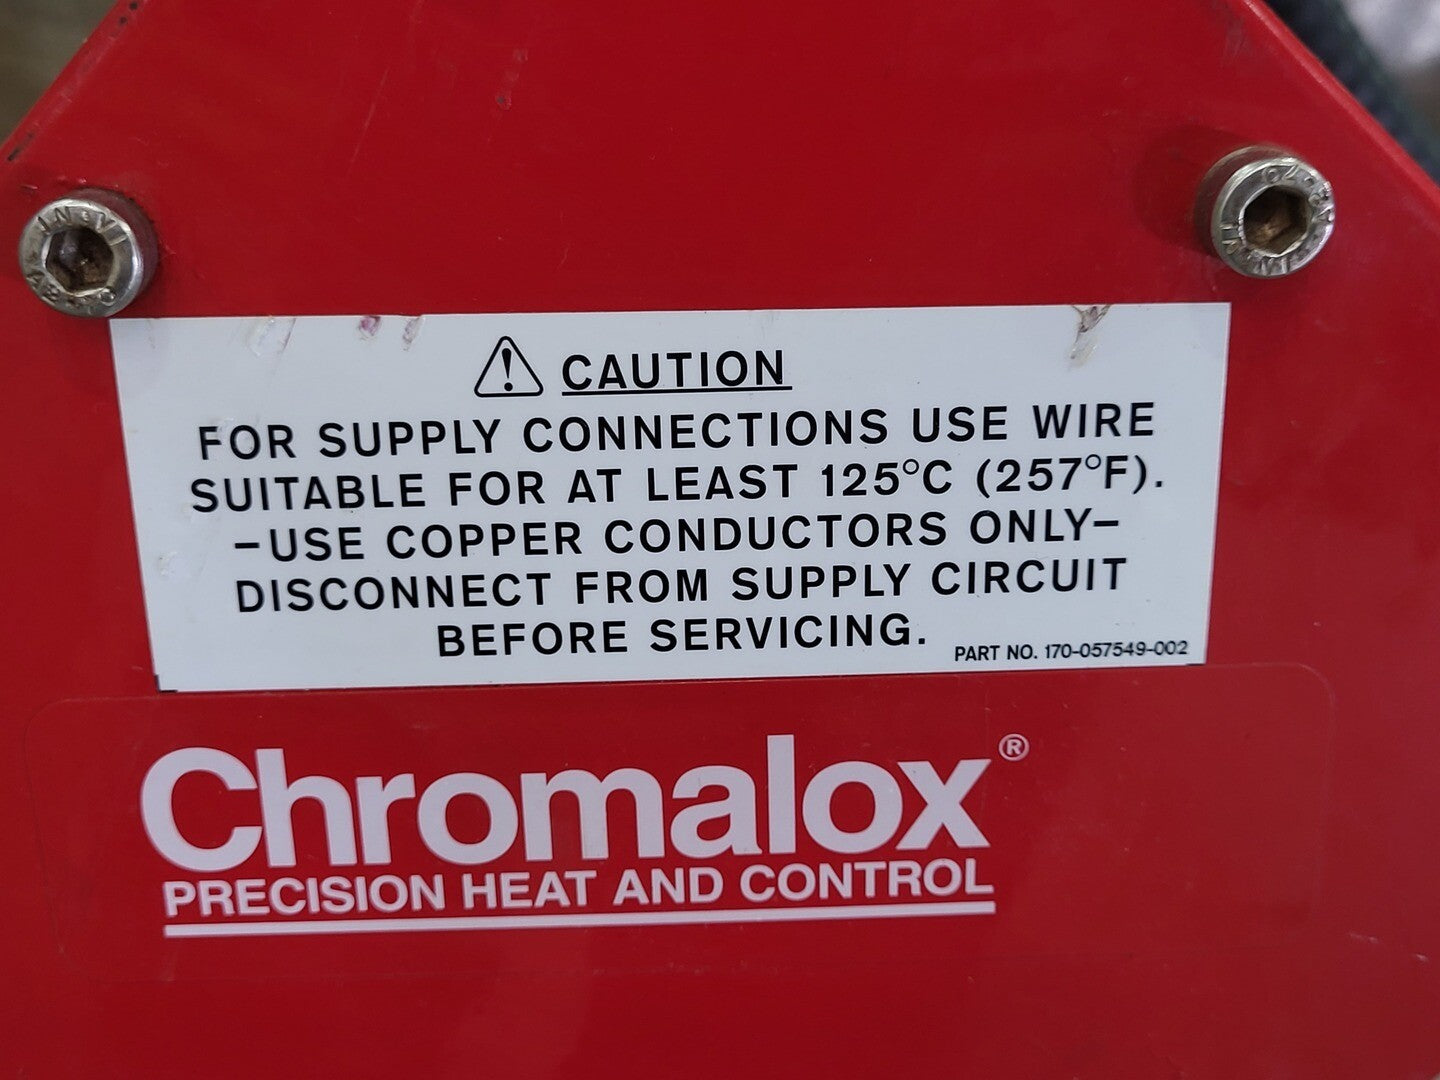 ⚠ CAUTION
FOR SUPPLY CONNECTIONS USE WIRE
SUITABLE FOR AT LEAST 125°C (257°F).
–USE COPPER CONDUCTORS ONLY–
DISCONNECT FROM SUPPLY CIRCUIT
BEFORE SERVICING.
PART NO. 170-057549-002
Chromalox®
PRECISION HEAT AND CONTROL